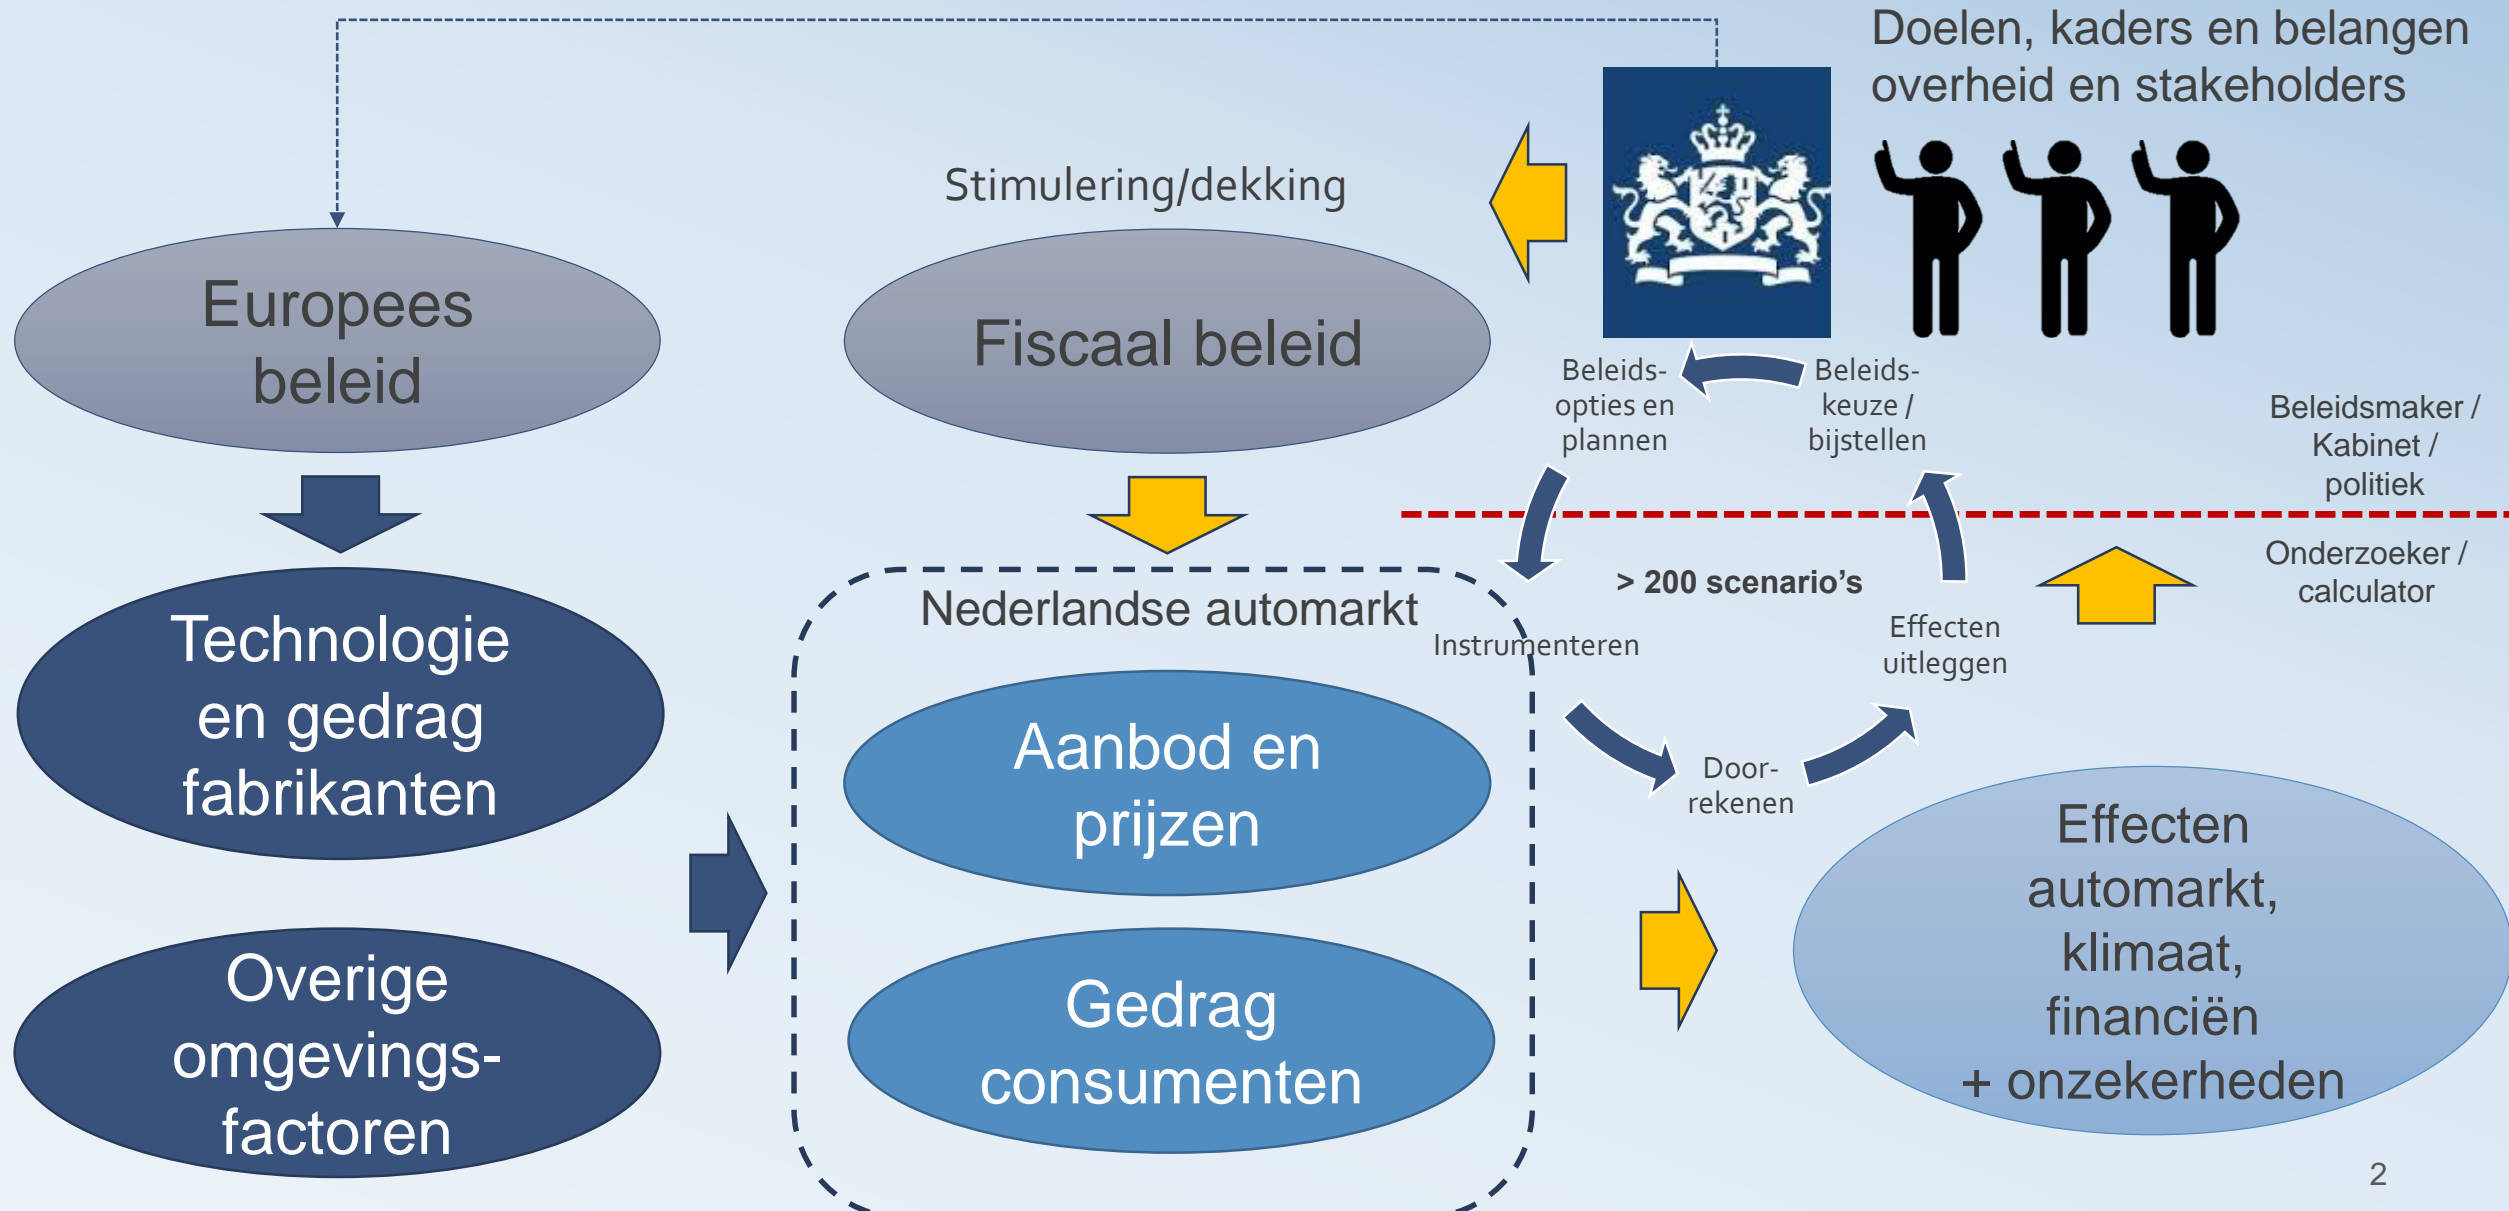 Doelen, kaders en belangen
overheid en stakeholders
Stimulering/dekking
Europees
beleid
Fiscaal beleid
Beleids-
opties en
plannen
Beleids-
keuze /
bijstellen
Beleidsmaker /
Kabinet /
politiek
Onderzoeker /
calculator
> 200 scenario’s
Technologie
en gedrag
fabrikanten
Nederlandse automarkt
Instrumenteren
Effecten
uitleggen
Aanbod en
prijzen
Door-
rekenen
Effecten
automarkt,
klimaat,
financiën
+ onzekerheden
Overige
omgevings-
factoren
Gedrag
consumenten
2